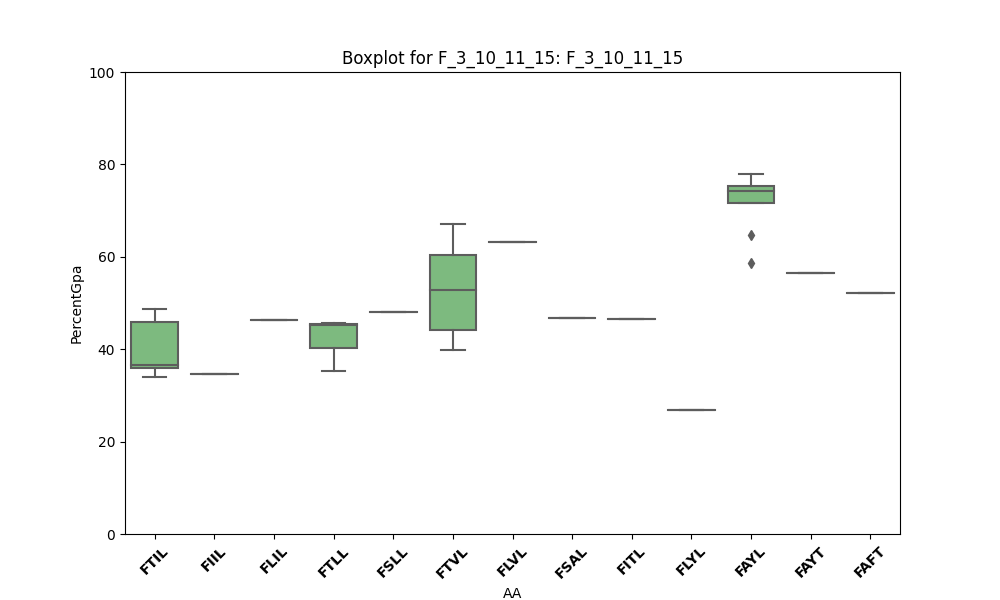 Boxplot for F_3_10_11_15: F_3_10_11_15
100
80
60
40
20
0
PercentGpa
FTIL
FIIL
FLIL
FTLL
FSLL
FTVL
FLVL
FSAL
FITL
FLYL
FAYL
FAYT
FAFT
AA